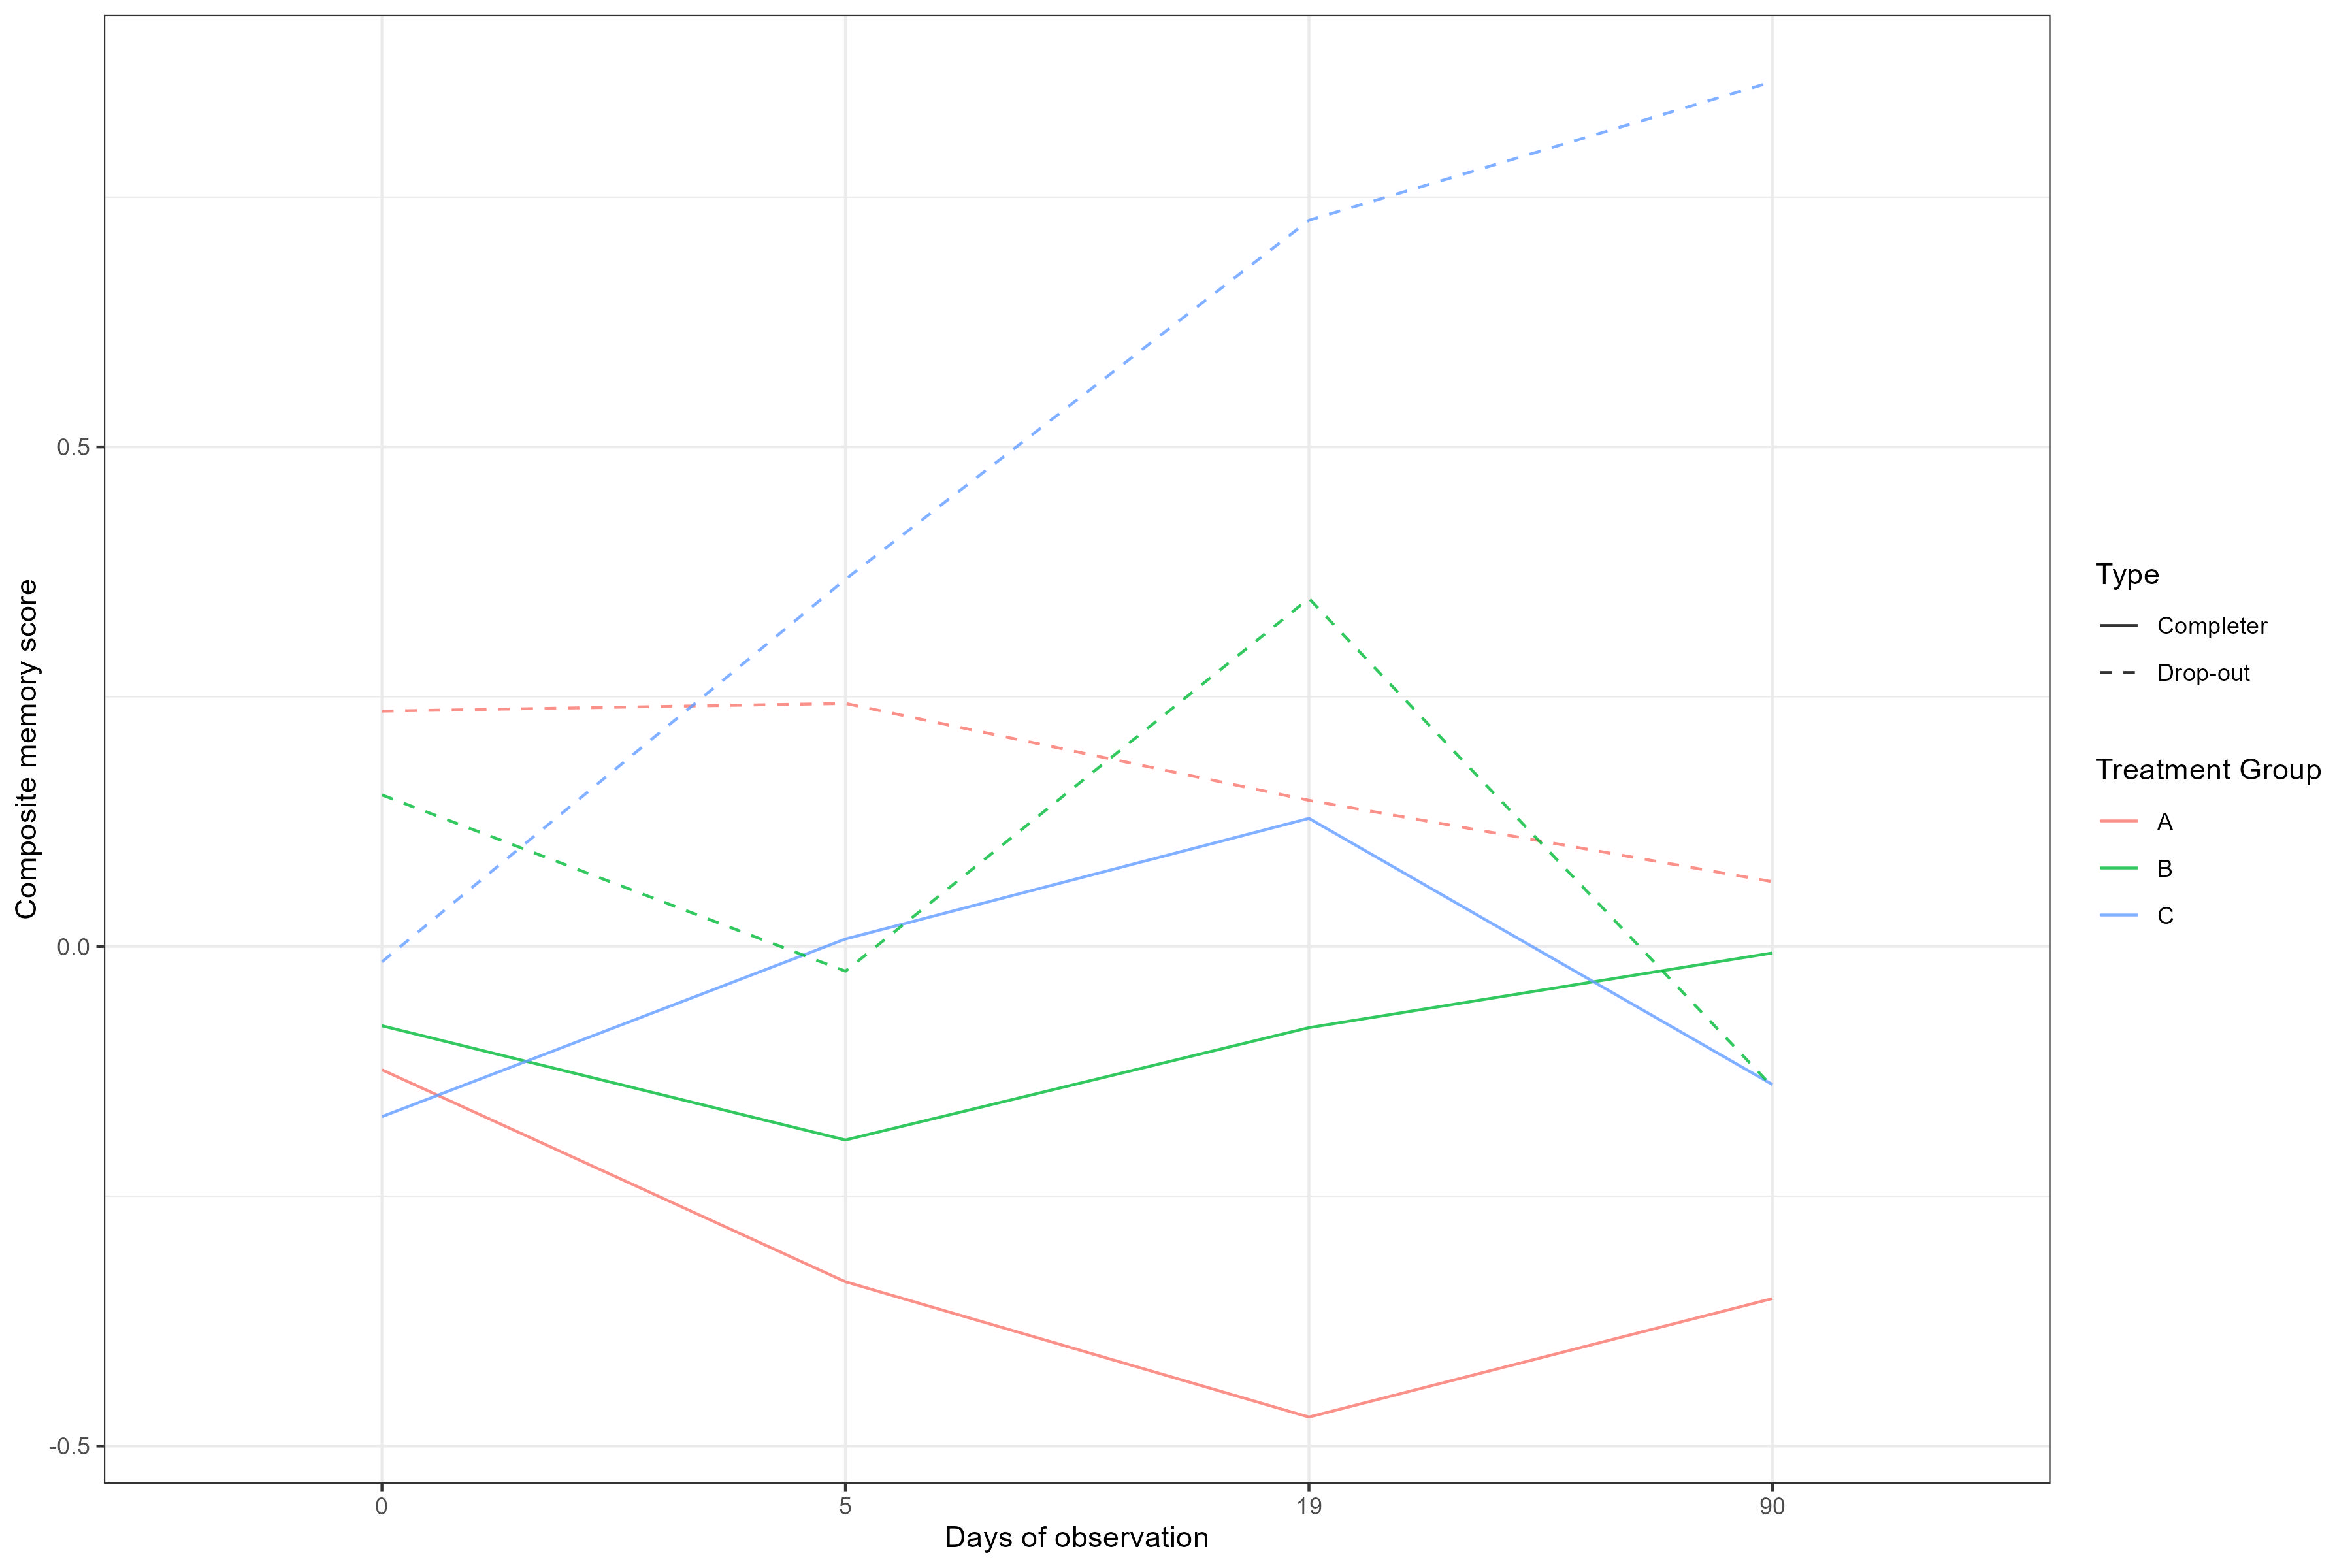 Composite memory score
0.5
0.0
-0.5
0
5
19
90
Days of observation
Type
Completer
Drop-out
Treatment Group
A
B
C